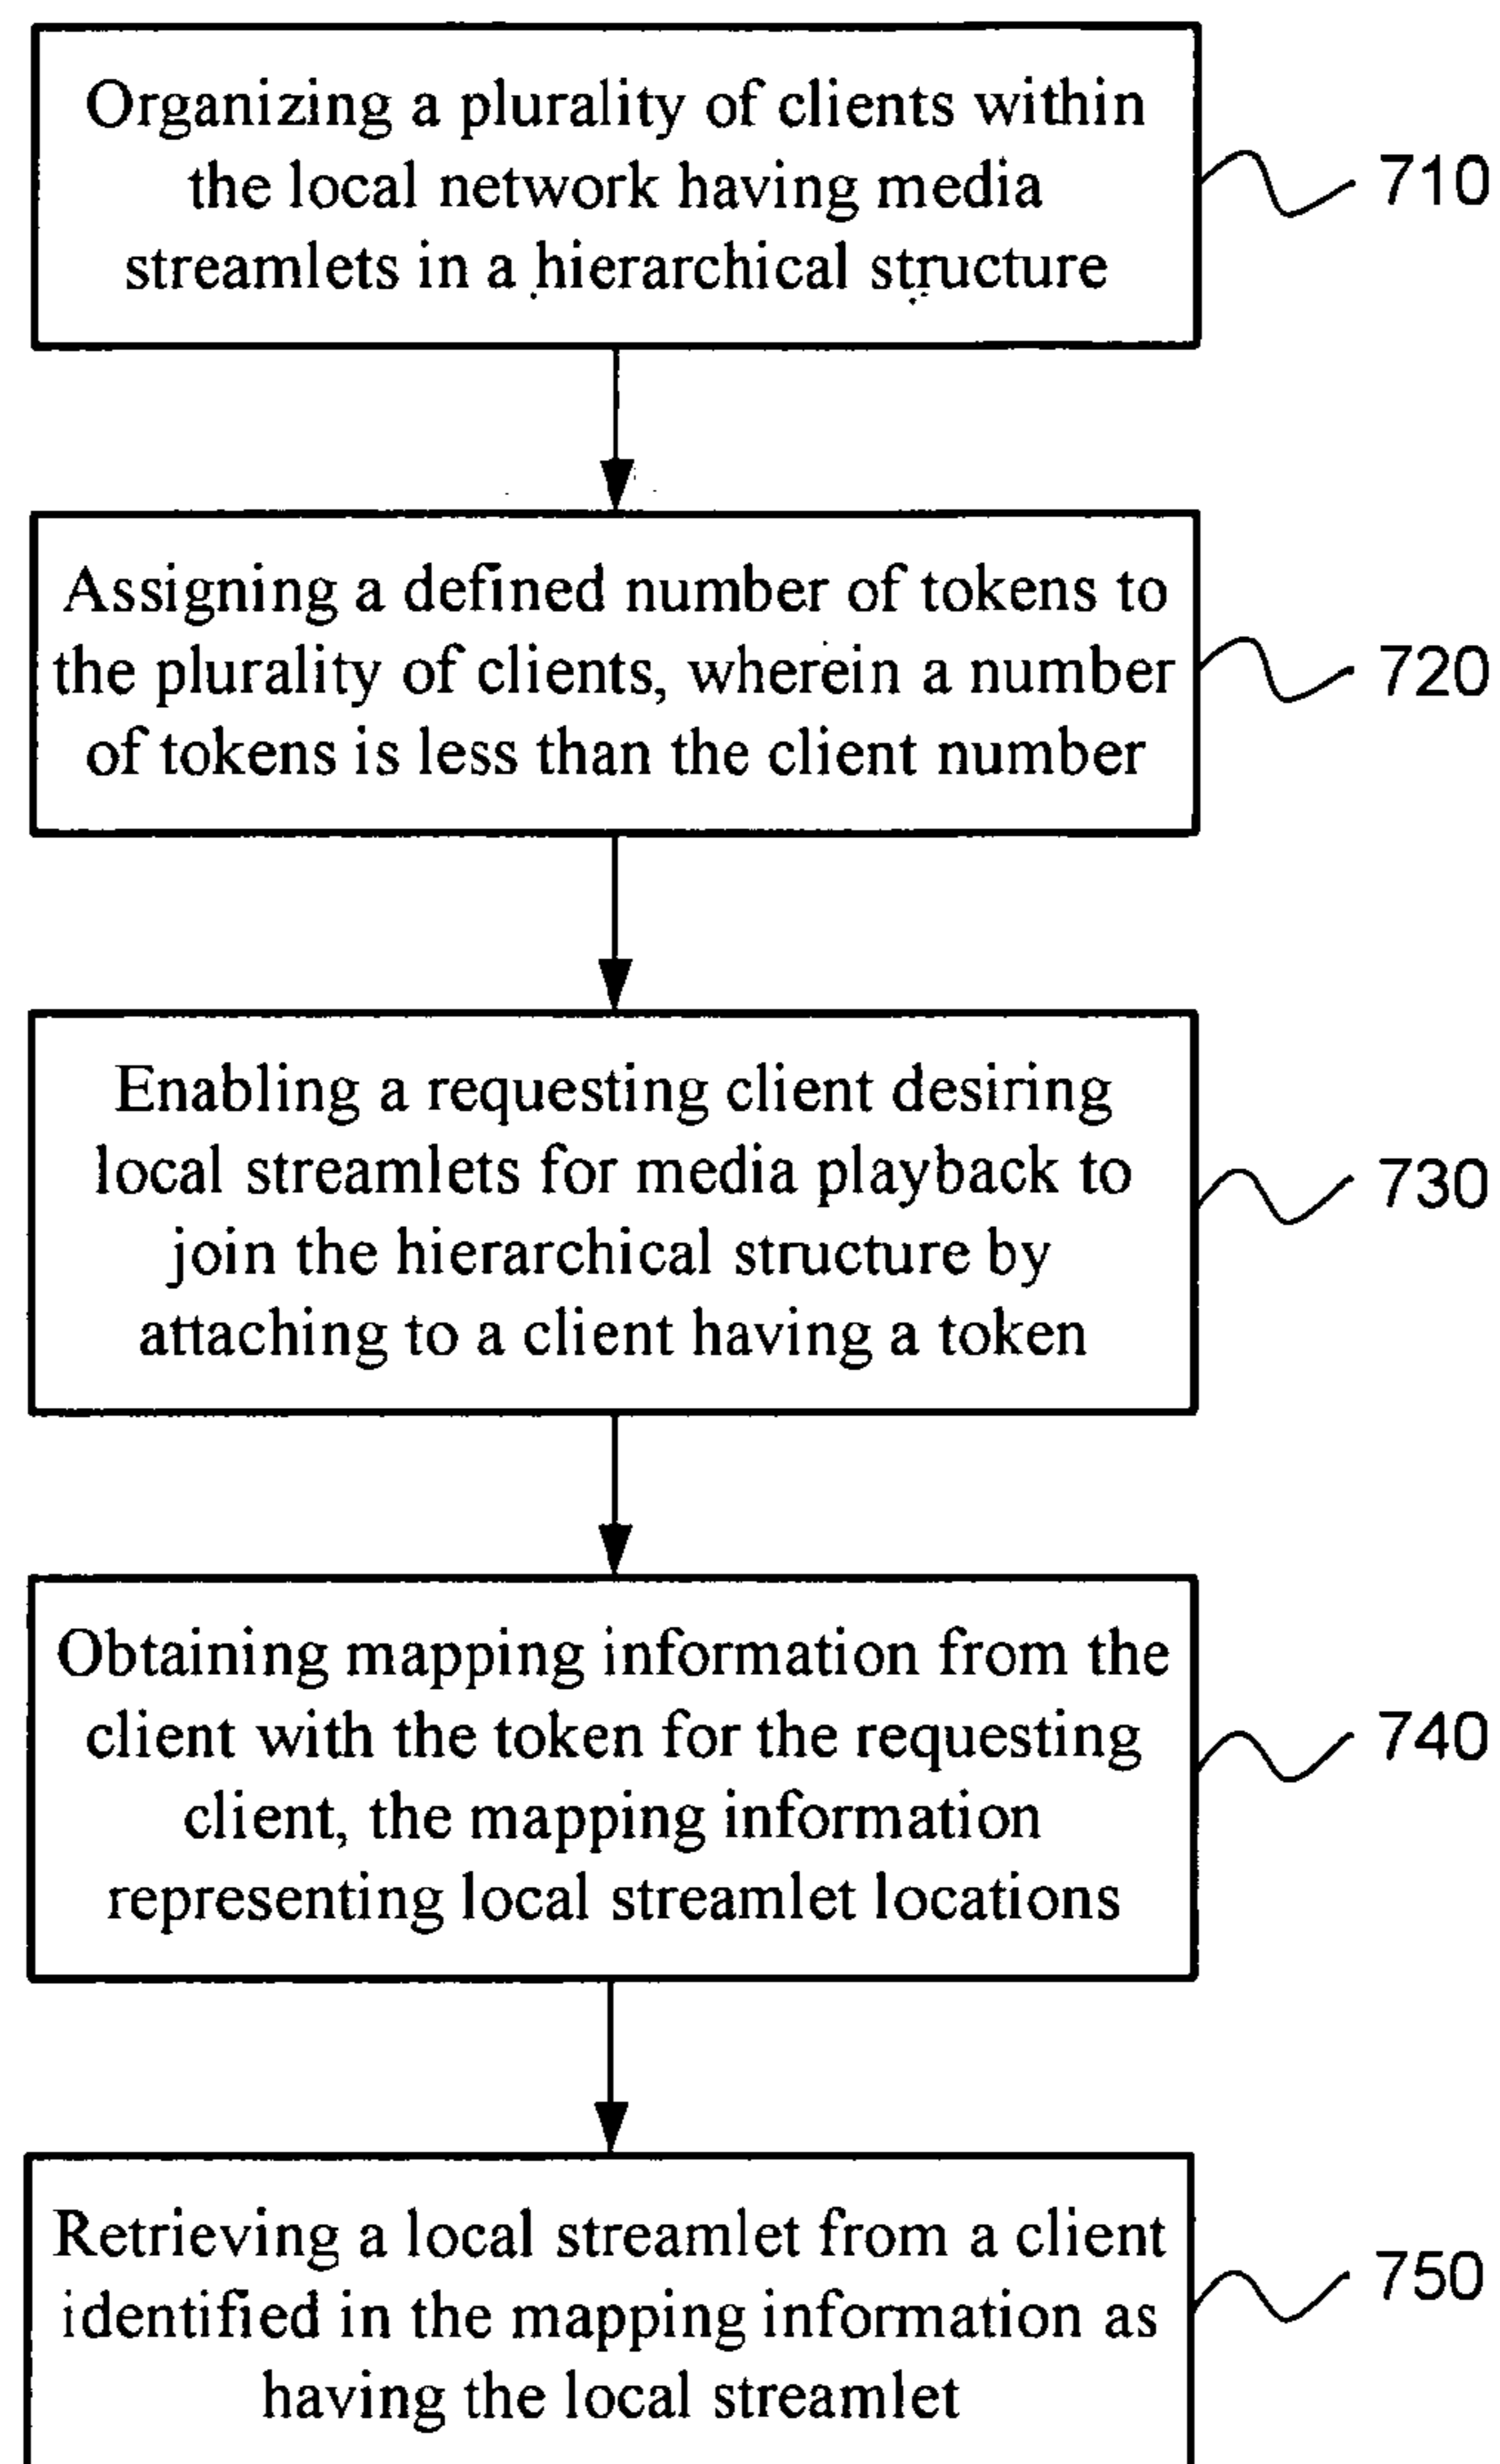 Organizing a plurality of clients within
the local network having media
streamlets in a hierarchical structure
710
Assigning a defined number of tokens to
the plurality of clients, wherein a number
of tokens is less than the client number
720
Enabling a requesting client desiring
local streamlets for media playback to
join the hierarchical structure by
attaching to a client having a token
730
Obtaining mapping information from the
client with the token for the requesting
client, the mapping information
representing local streamlet locations
740
Retrieving a local streamlet from a client
identified in the mapping information as
having the local streamlet
750